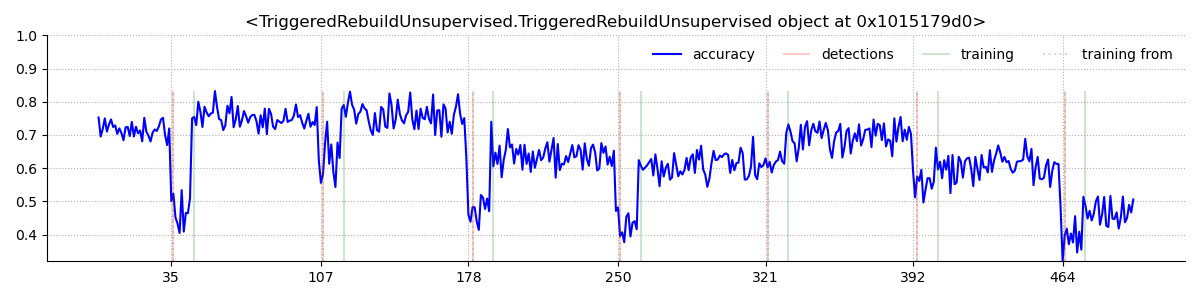 <TriggeredRebuildUnsupervised.TriggeredRebuildUnsupervised object at 0x1015179d0>
1.0
accuracy detections training training from
0.9
0.8
0.7
0.6
0.5
0.4
35 107 178 250 321 392 464